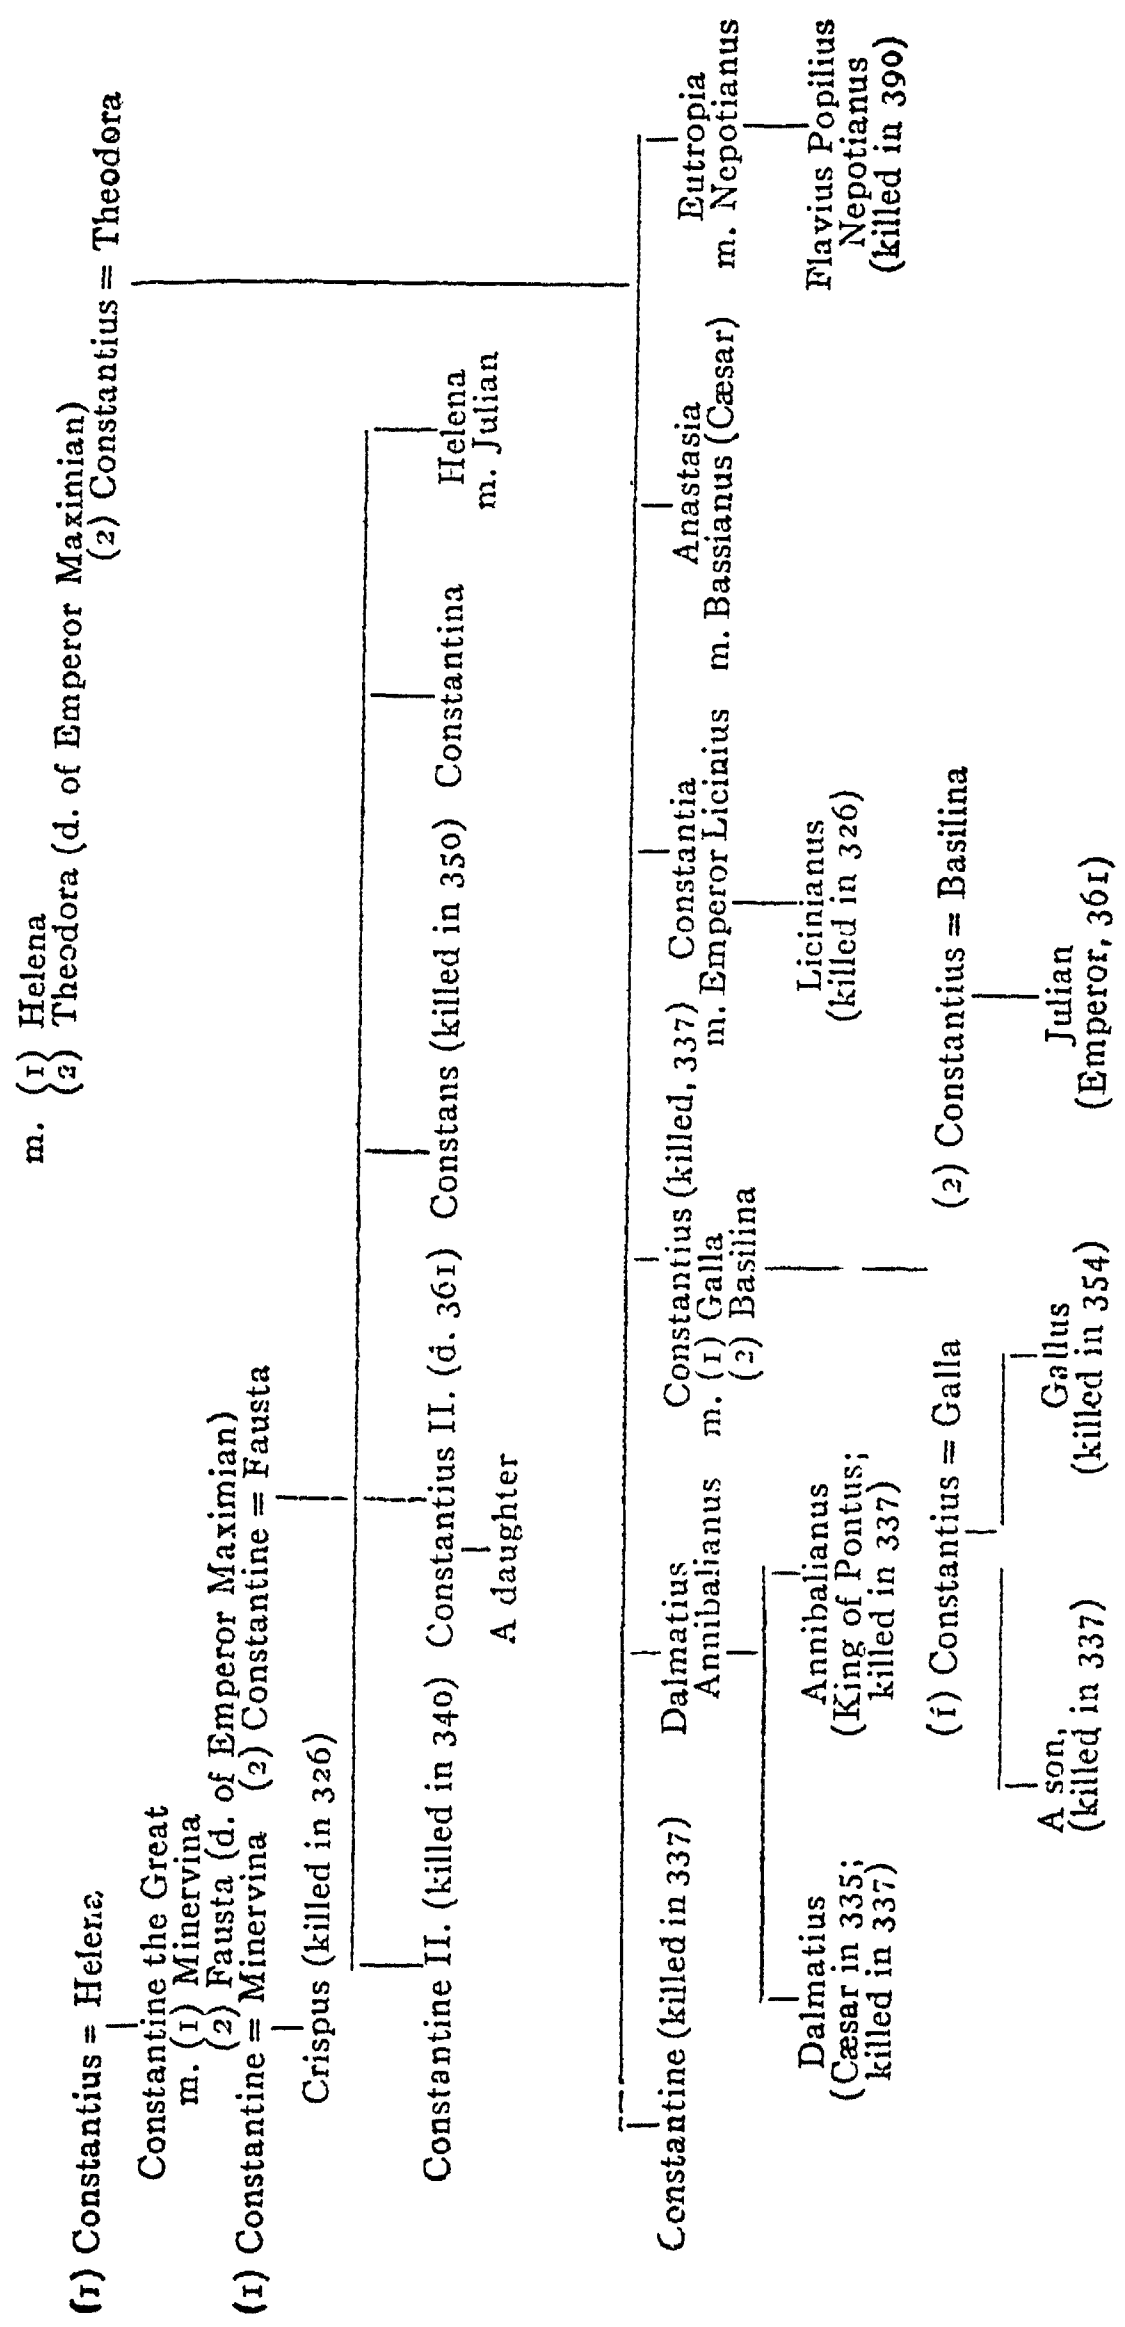 m. (1) Helena
(2) Theodora (d. of Emperor Maximian)
(1) Constantius = Helena
(2) Constantius = Theodora
Constantine the Great
m. (1) Minervina
(2) Fausta (d. of Emperor Maximian)
(1) Constantine = Minervina
(2) Constantine = Fausta
Crispus (killed in 326)
Constantine II. (killed in 340)
Constantius II. (d. 361)
Constans (killed in 350)
Constantina
Helena
m. Julian
A daughter
Constantine (killed in 337)
Dalmatius
Annibalianus
Constantius (killed, 337)
m. (1) Galla
(2) Basilina
Constantia
m. Emperor Licinius
Anastasia
m. Bassianus (Cæsar)
Eutropia
m. Nepotianus
Dalmatius
(Cæsar in 335;
killed in 337)
Annibalianus
(King of Pontus;
killed in 337)
Licinianus
(killed in 326)
Flavius Popilius
Nepotianus
(killed in 390)
(1) Constantius = Galla
(2) Constantius = Basilina
A son,
(killed in 337)
Gallus
(killed in 354)
Julian
(Emperor, 361)